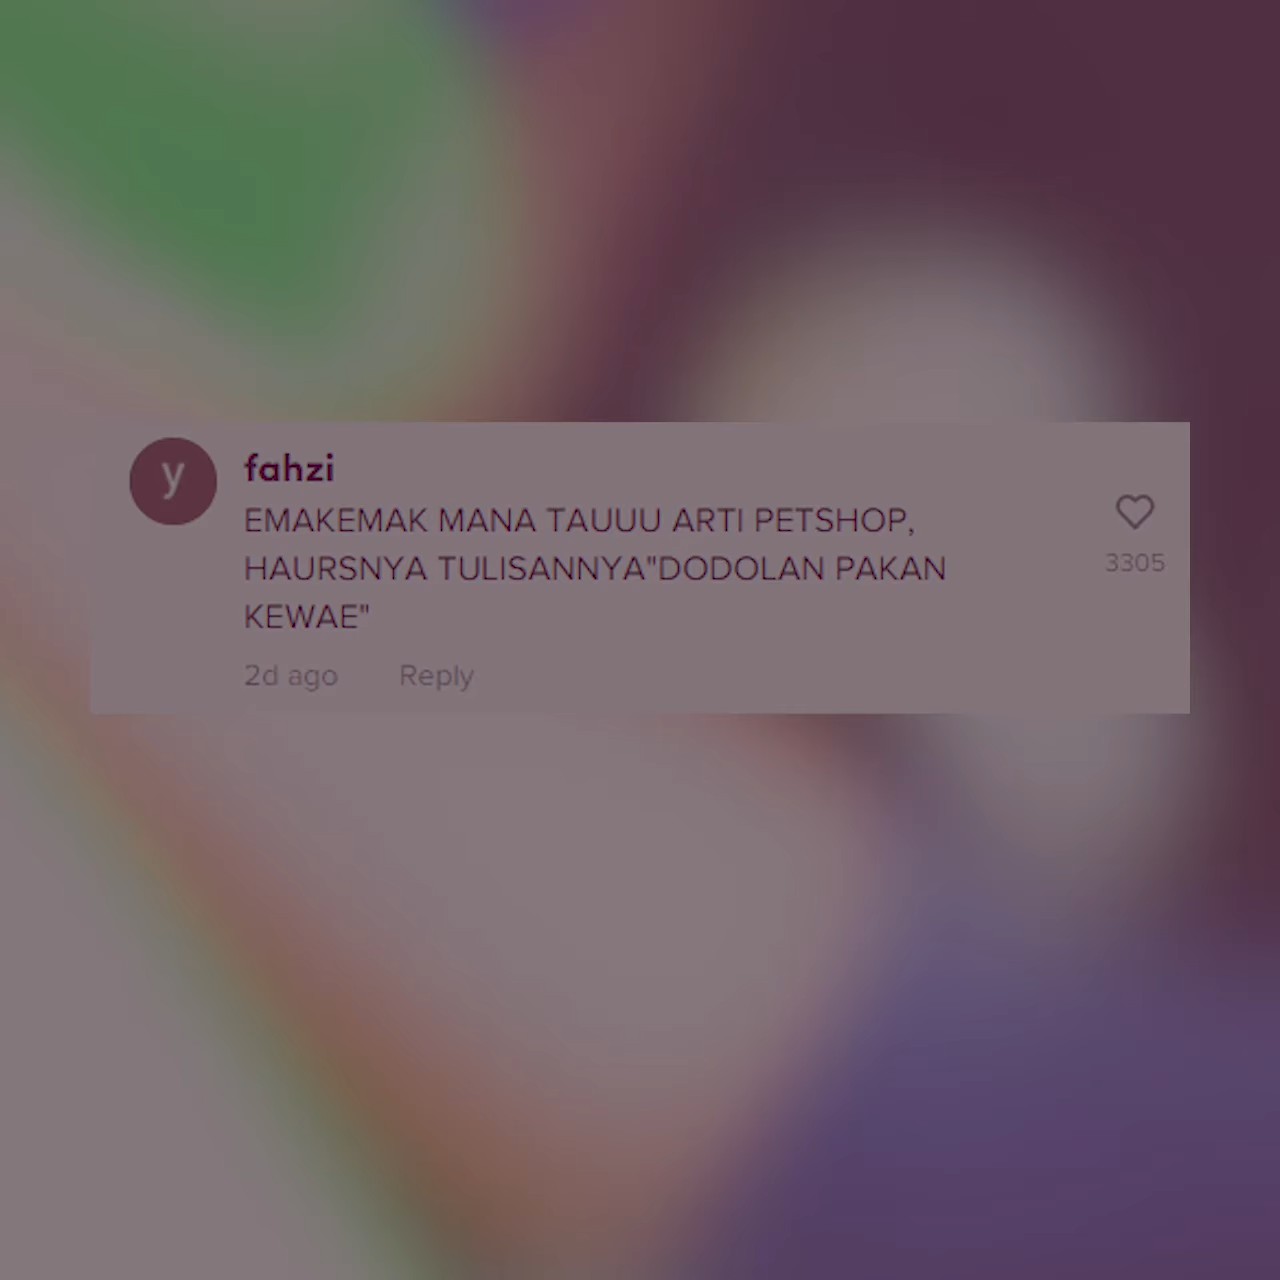 y
fahzi
EMAKEMAK MANA TAUUU ARTI PETSHOP,
HAURSNYA TULISANNYA"DODOLAN PAKAN
KEWAE"
3305
2d ago Reply